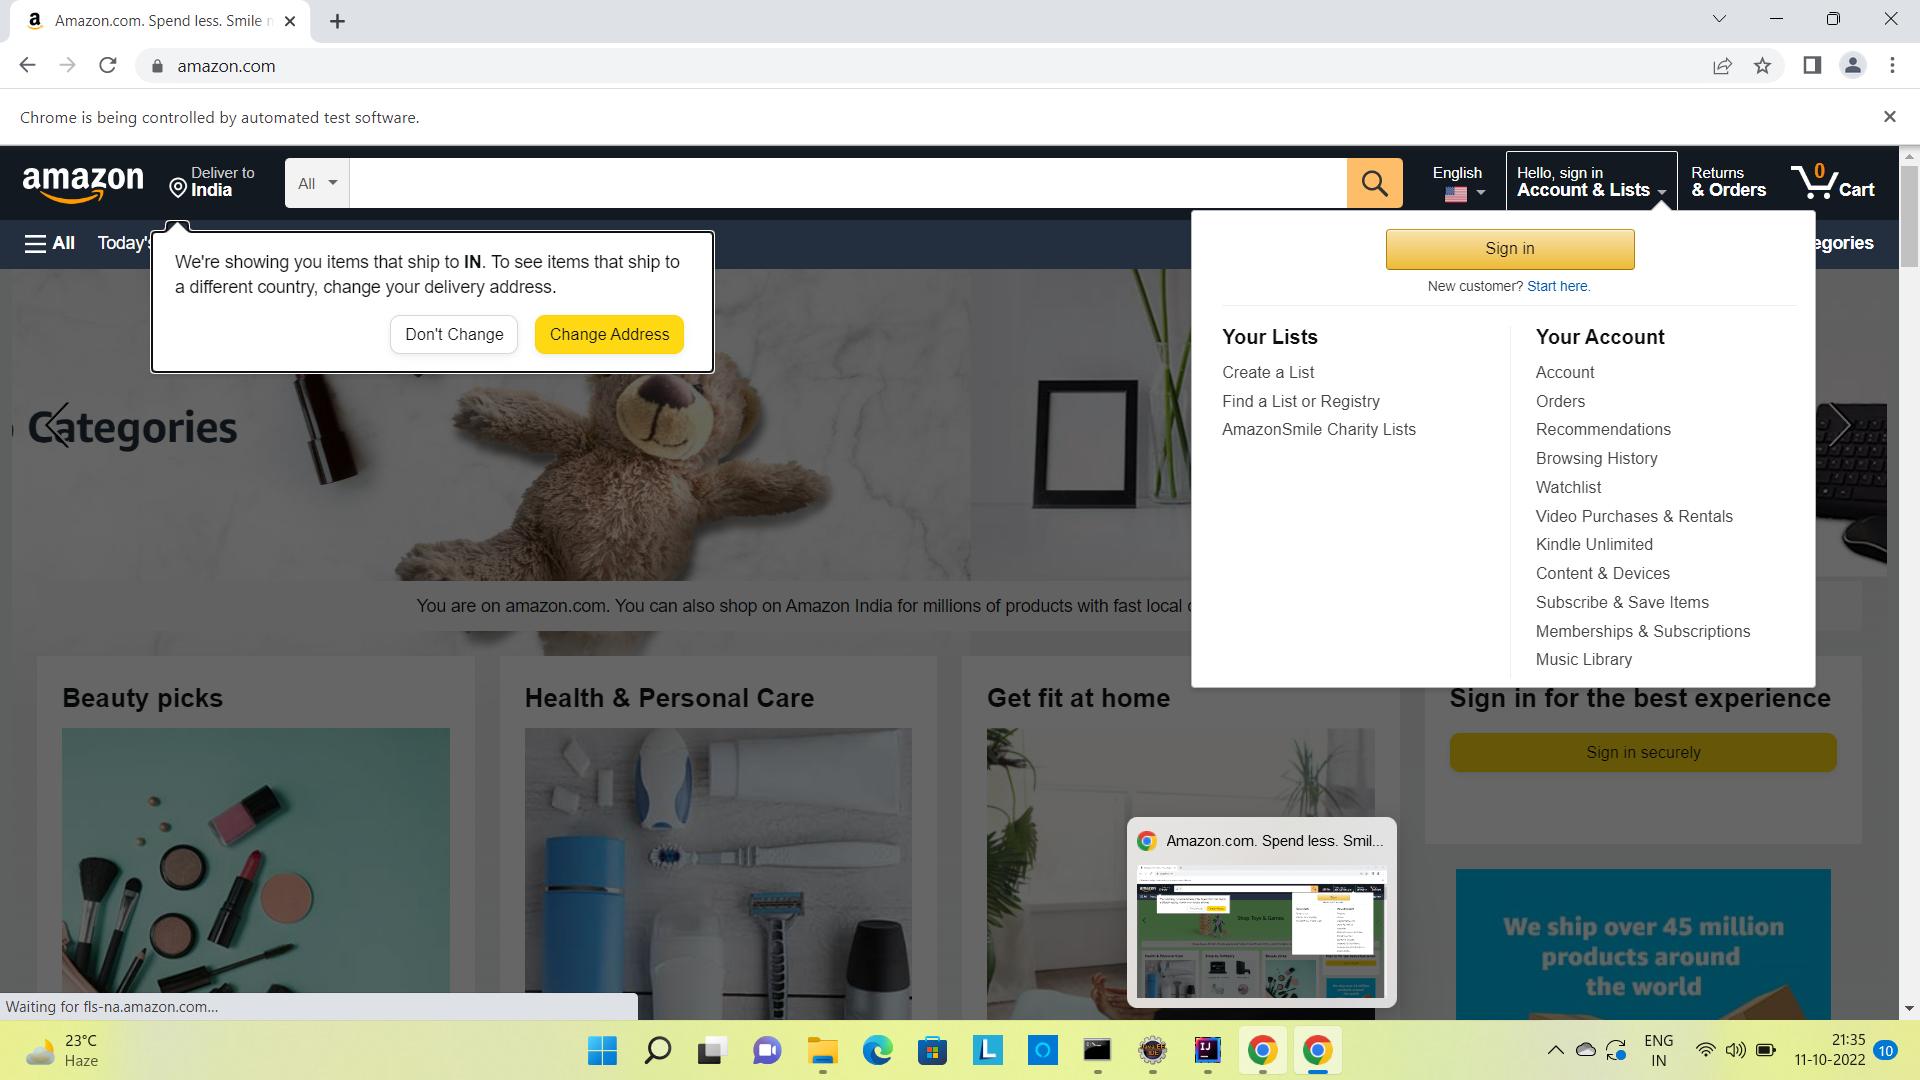 Amazon.com. Spend less. Smile
amazon.com
Chrome is being controlled by automated test software.
amazon
Deliver to
India
All
English
Hello, sign in
Account & Lists
Returns
& Orders
0
Cart
All
Today's
egories
We're showing you items that ship to IN. To see items that ship to
a different country, change your delivery address.
Don't Change
Change Address
Sign in
New customer? Start here.
Your Lists
Create a List
Find a List or Registry
AmazonSmile Charity Lists
Your Account
Account
Orders
Recommendations
Browsing History
Watchlist
Video Purchases & Rentals
Kindle Unlimited
Content & Devices
Subscribe & Save Items
Memberships & Subscriptions
Music Library
Categories
You are on amazon.com. You can also shop on Amazon India for millions of products with fast local
Beauty picks
Health & Personal Care
Get fit at home
Sign in for the best experience
Sign in securely
We ship over 45 million
products around
the world
Amazon.com. Spend less. Smil...
Shop Toys & Games
Waiting for fls-na.amazon.com...
23°C
Haze
L
IJ
ENG
IN
21:35
11-10-2022
10